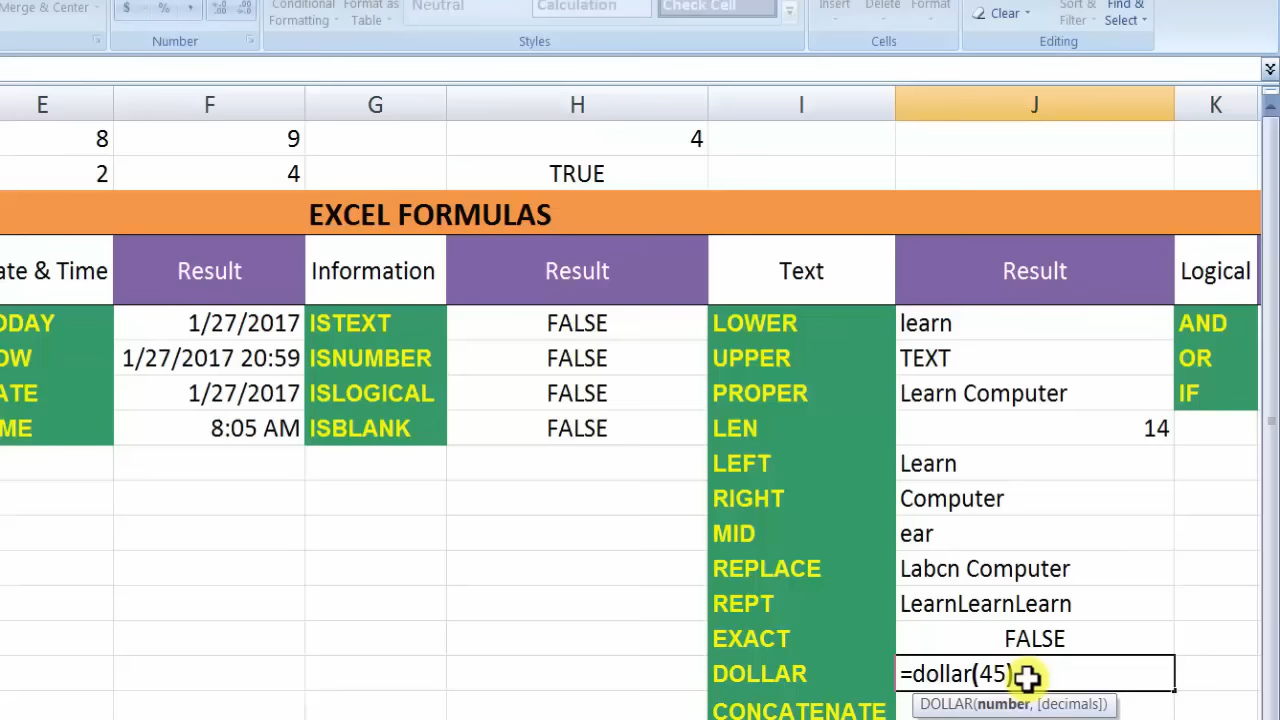 Merge & Center
$ % ,
Conditional Formatting
Format as Table
Neutral
Calculation
Check Cell
Insert Delete Format
Clear
Sort & Filter
Find & Select
Number
Styles
Cells
Editing
E F G H I J K
8 9 4
2 4 TRUE
EXCEL FORMULAS
ate & Time Result Information Result Text Result Logical
ODAY 1/27/2017 ISTEXT FALSE LOWER learn AND
OW 1/27/2017 20:59 ISNUMBER FALSE UPPER TEXT OR
ATE 1/27/2017 ISLOGICAL FALSE PROPER Learn Computer IF
ME 8:05 AM ISBLANK FALSE LEN 14
LEFT Learn
RIGHT Computer
MID ear
REPLACE Labcn Computer
REPT LearnLearnLearn
EXACT FALSE
DOLLAR =dollar(45)
DOLLAR(number, [decimals])
CONCATENATE